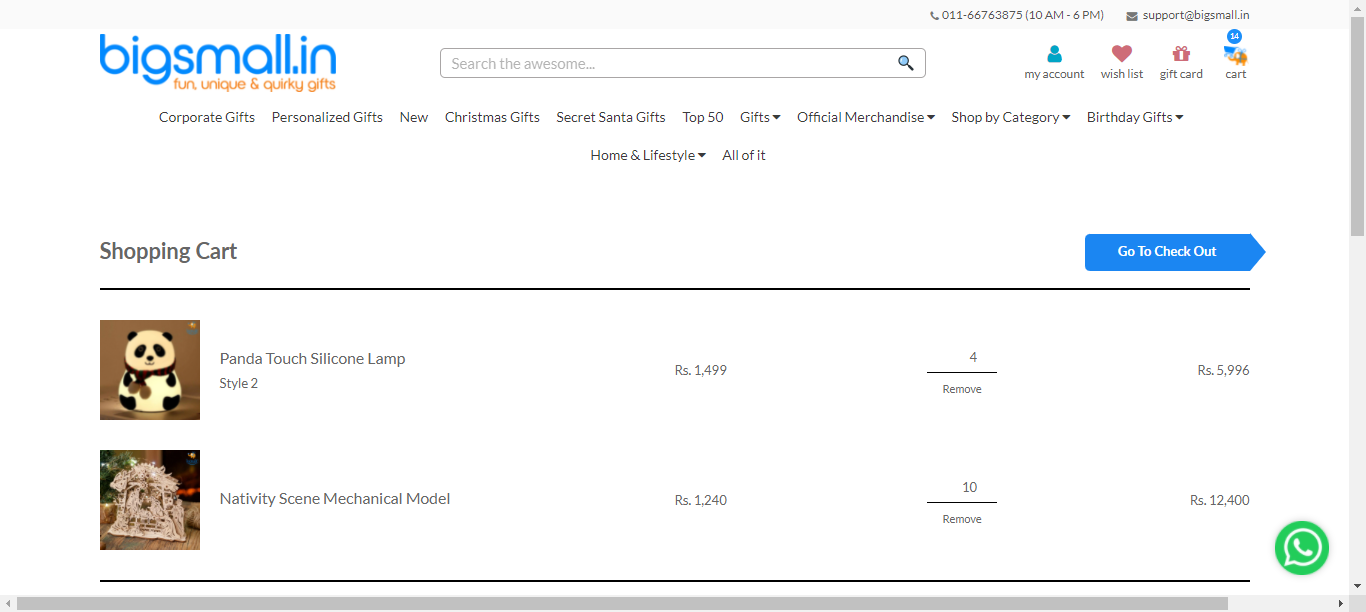 011-66763875 (10 AM - 6 PM) support@bigsmall.in
bigsmall.in
fun, unique & quirky gifts
Search the awesome...
14
my account wish list gift card cart
Corporate Gifts Personalized Gifts New Christmas Gifts Secret Santa Gifts Top 50 Gifts Official Merchandise Shop by Category Birthday Gifts
Home & Lifestyle All of it
Shopping Cart
Go To Check Out
Panda Touch Silicone Lamp
Style 2
Rs. 1,499
4
Remove
Rs. 5,996
Nativity Scene Mechanical Model
Rs. 1,240
10
Remove
Rs. 12,400